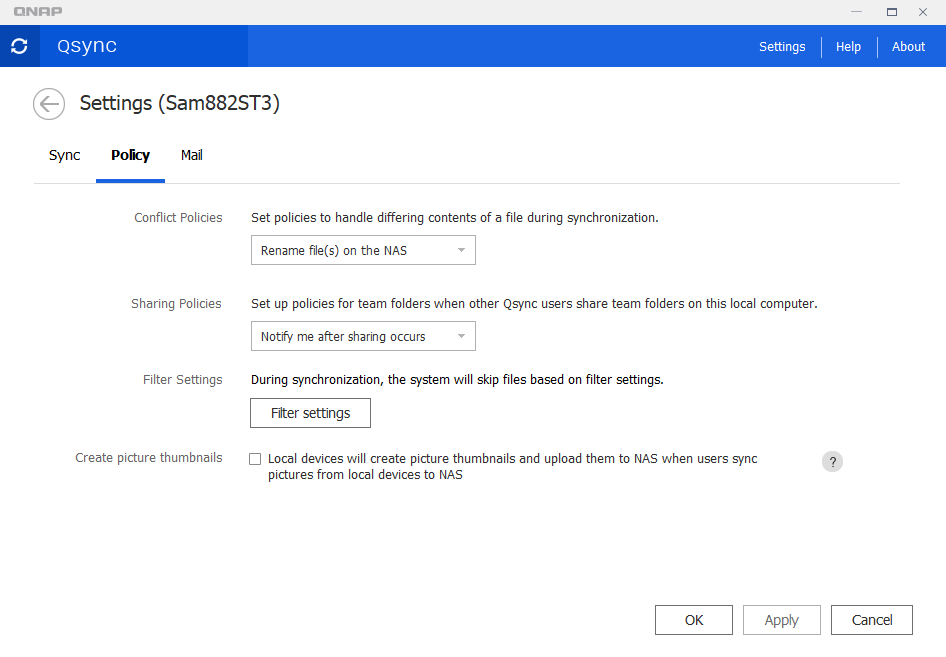 QNAP
Qsync
Settings
Help
About
Settings (Sam882ST3)
Sync
Policy
Mail
Conflict Policies
Set policies to handle differing contents of a file during synchronization.
Rename file(s) on the NAS
Sharing Policies
Set up policies for team folders when other Qsync users share team folders on this local computer.
Notify me after sharing occurs
Filter Settings
During synchronization, the system will skip files based on filter settings.
Filter settings
Create picture thumbnails
Local devices will create picture thumbnails and upload them to NAS when users sync
pictures from local devices to NAS
?
OK
Apply
Cancel